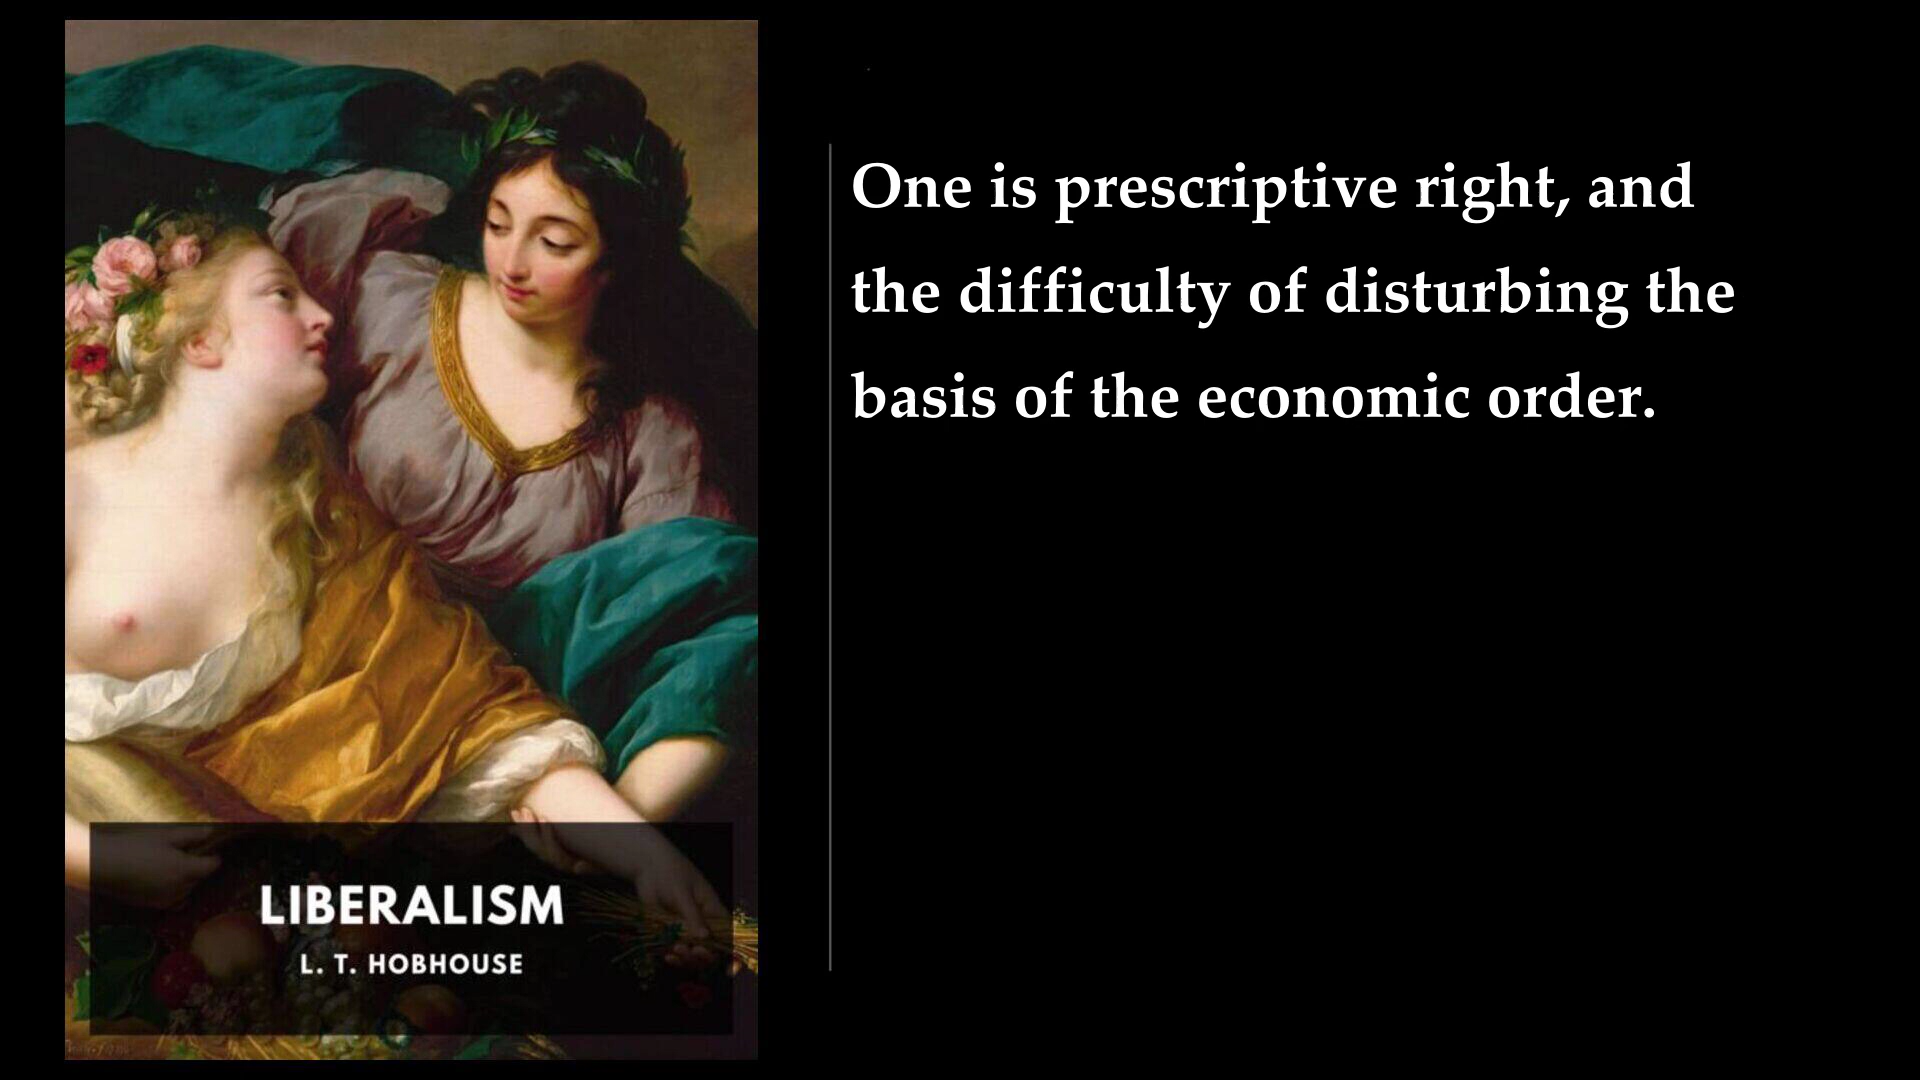 One is prescriptive right, and
the difficulty of disturbing the
basis of the economic order.
LIBERALISM
L. T. HOBHOUSE